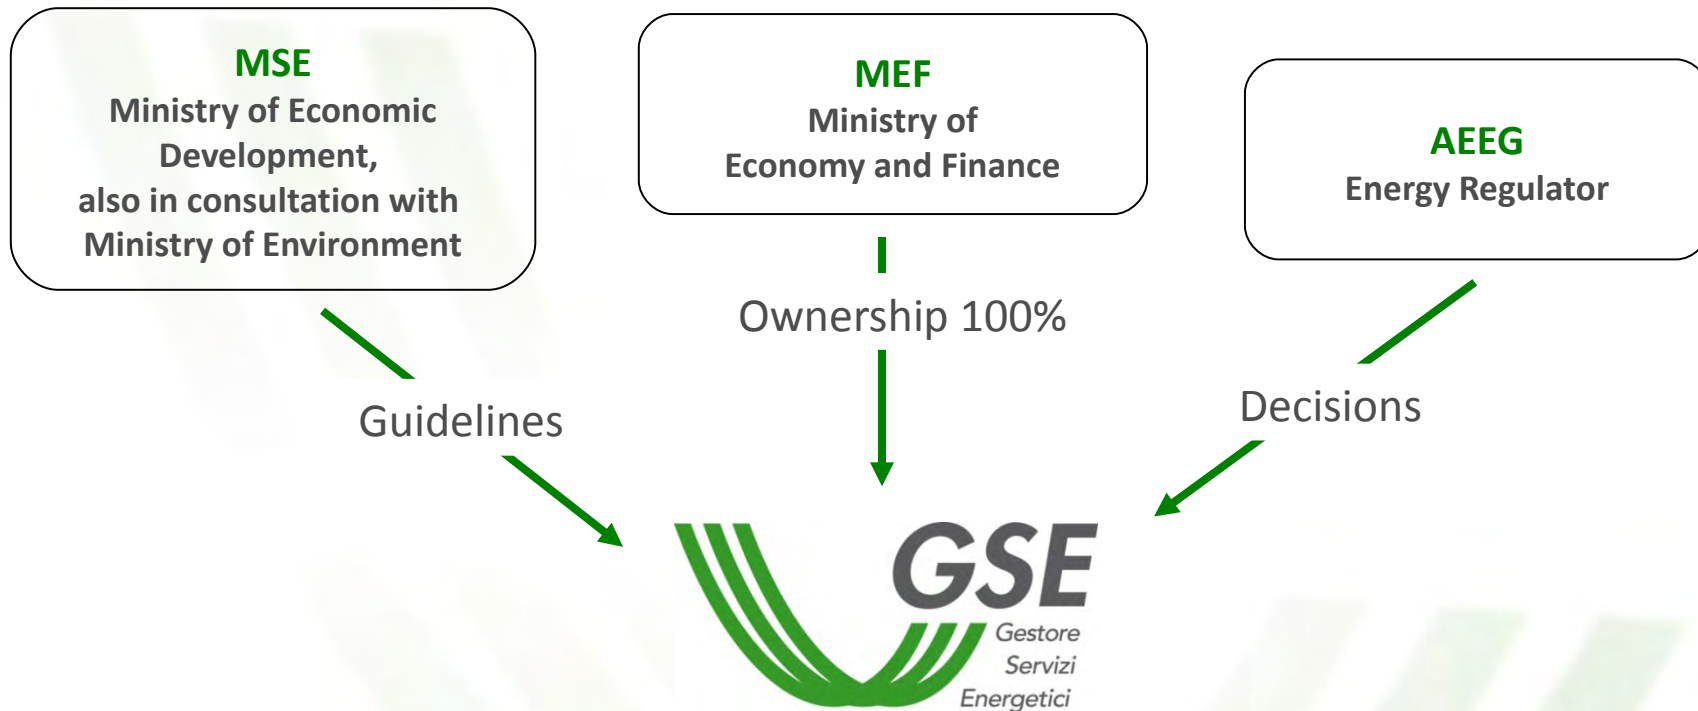 MSE
Ministry of Economic
Development,
also in consultation with
Ministry of Environment
MEF
Ministry of
Economy and Finance
AEEG
Energy Regulator
Ownership 100%
Guidelines
Decisions
GSE
Gestore
Servizi
Energetici